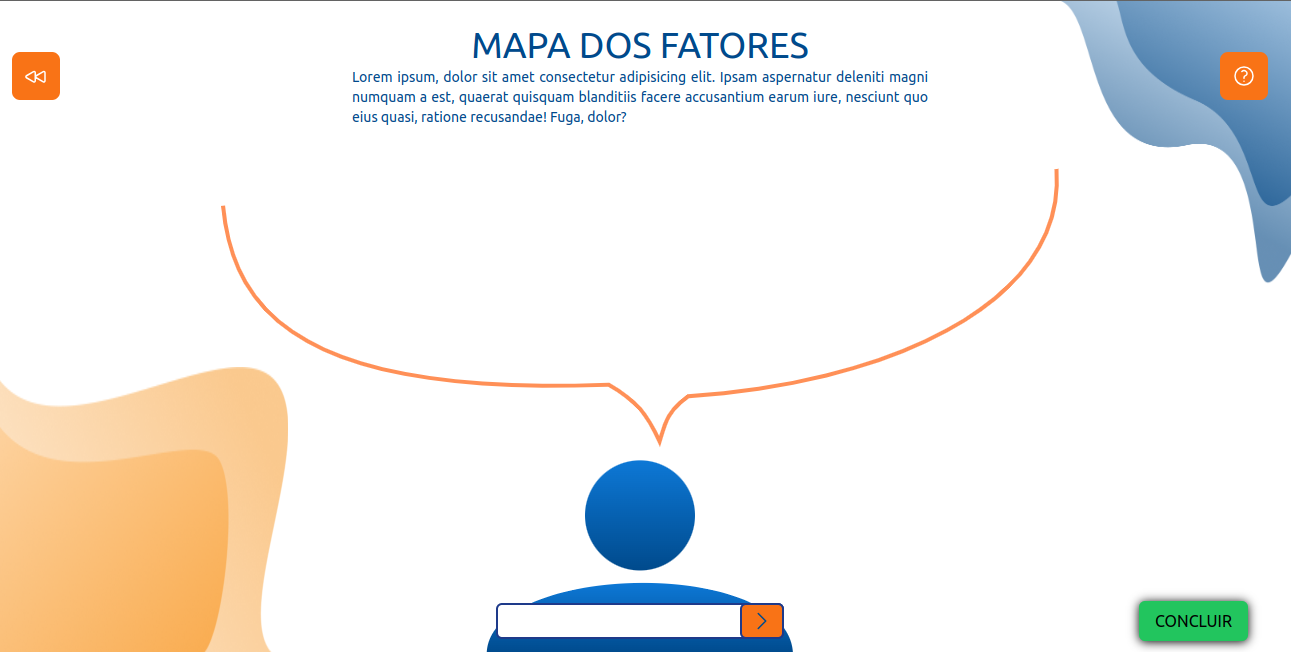 MAPA DOS FATORES
Lorem ipsum, dolor sit amet consectetur adipisicing elit. Ipsam aspernatur deleniti magni
numquam a est, quaerat quisquam blanditiis facere accusantium earum iure, nesciunt quo
eius quasi, ratione recusandae! Fuga, dolor?
CONCLUIR